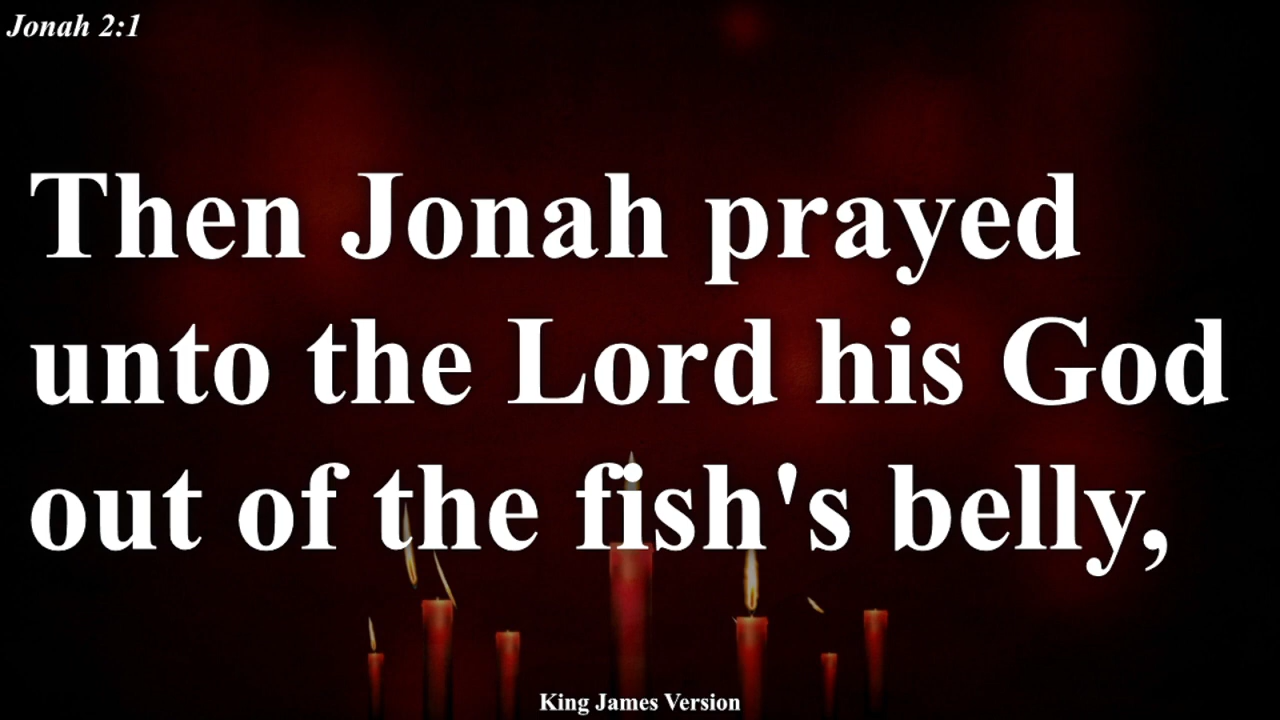 Jonah 2:1
Then Jonah prayed
unto the Lord his God
out of the fish's belly,
King James Version